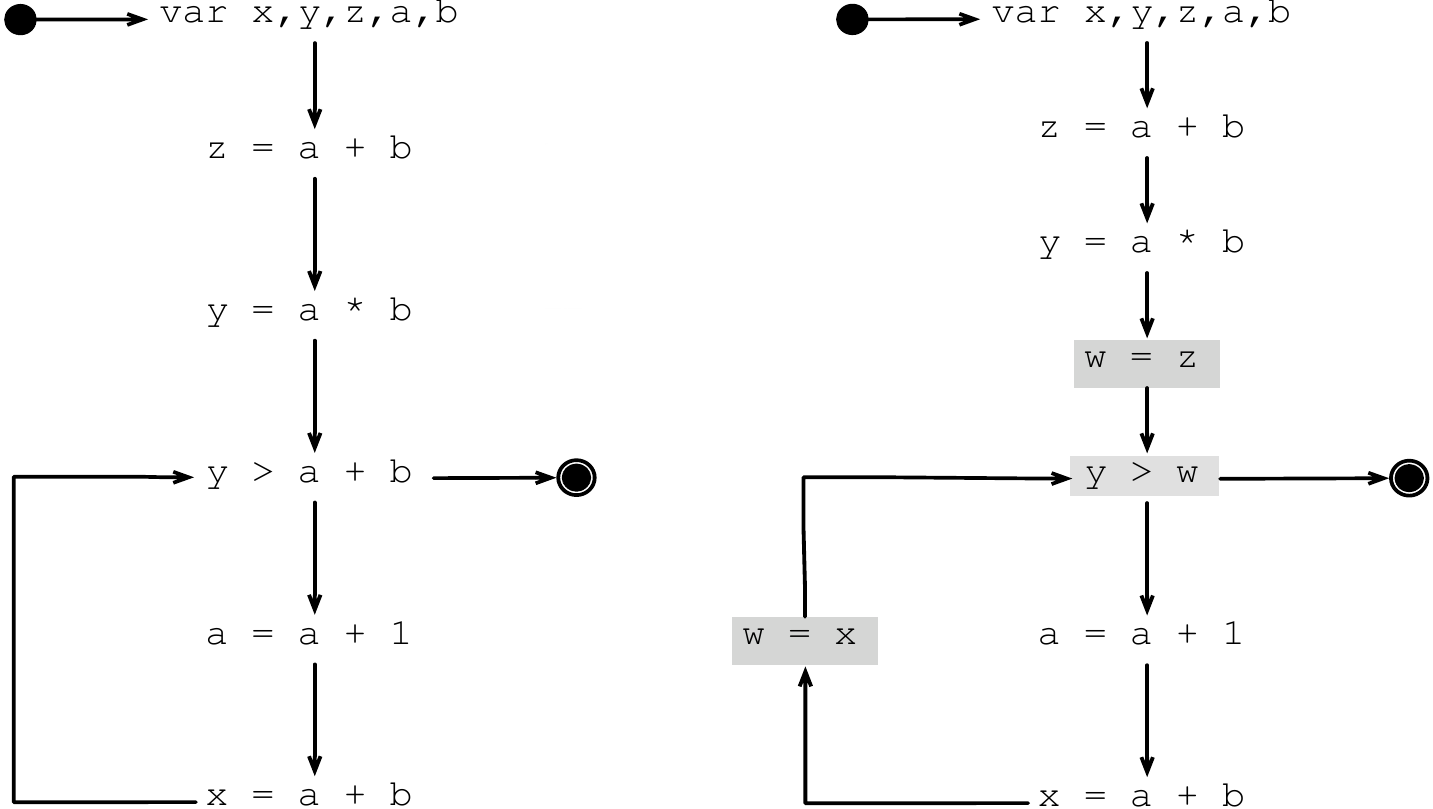 var x,y,z,a,b
z = a + b
y = a * b
y > a + b
a = a + 1
x = a + b
var x,y,z,a,b
z = a + b
y = a * b
w = z
y > w
w = x
a = a + 1
x = a + b